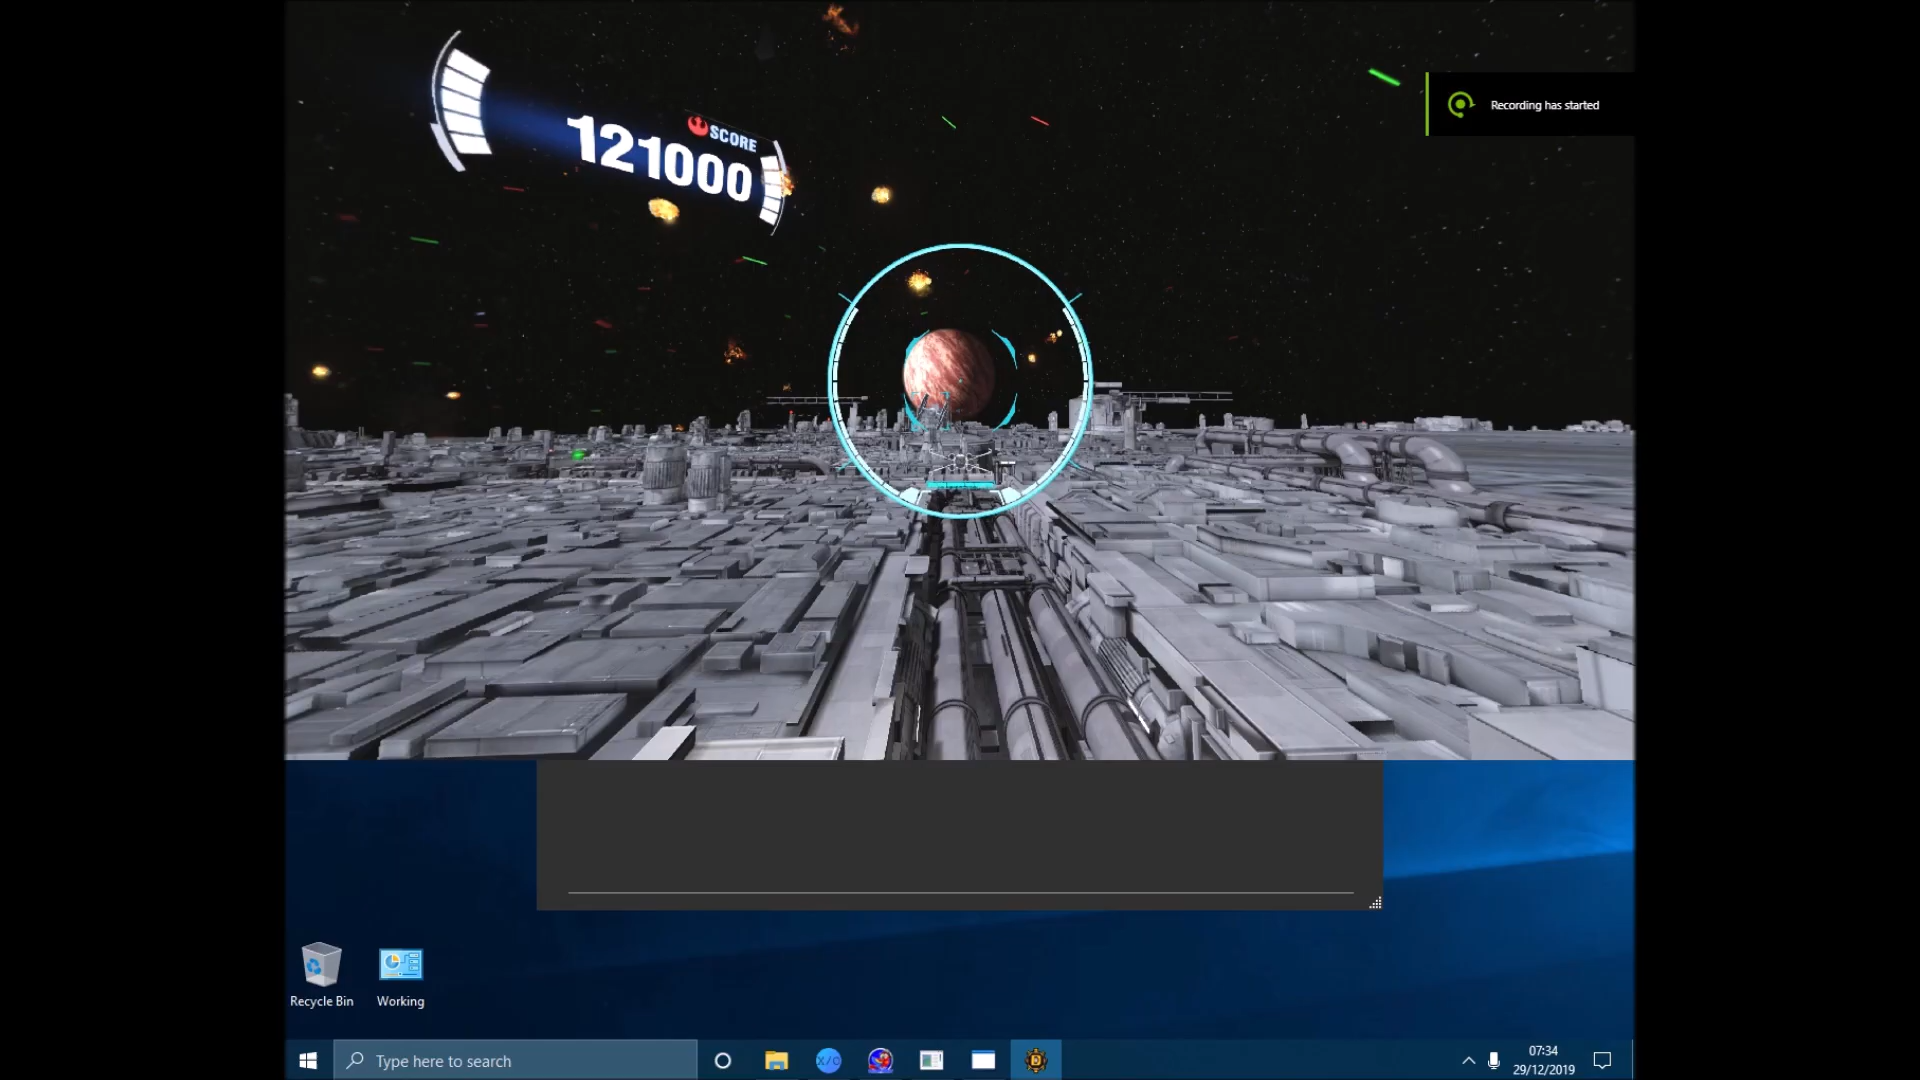 SCORE
121000
Recording has started
Recycle Bin
Working
Type here to search
X/C
D
07:34
29/12/2019